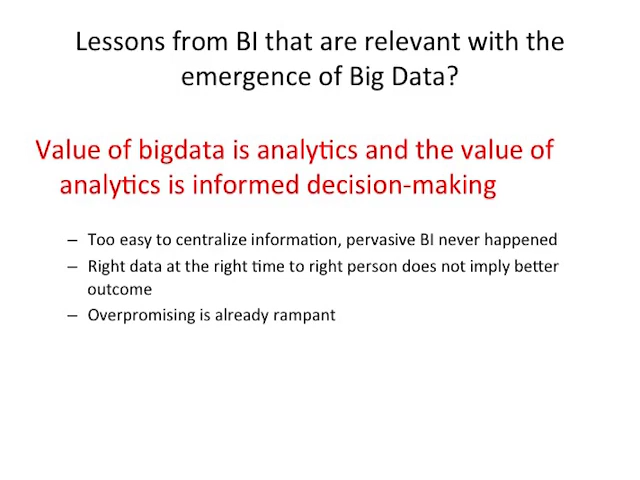 Lessons from BI that are relevant with the
emergence of Big Data?
Value of bigdata is analytics and the value of
analytics is informed decision-making
– Too easy to centralize information, pervasive BI never happened
– Right data at the right time to right person does not imply better
outcome
– Overpromising is already rampant